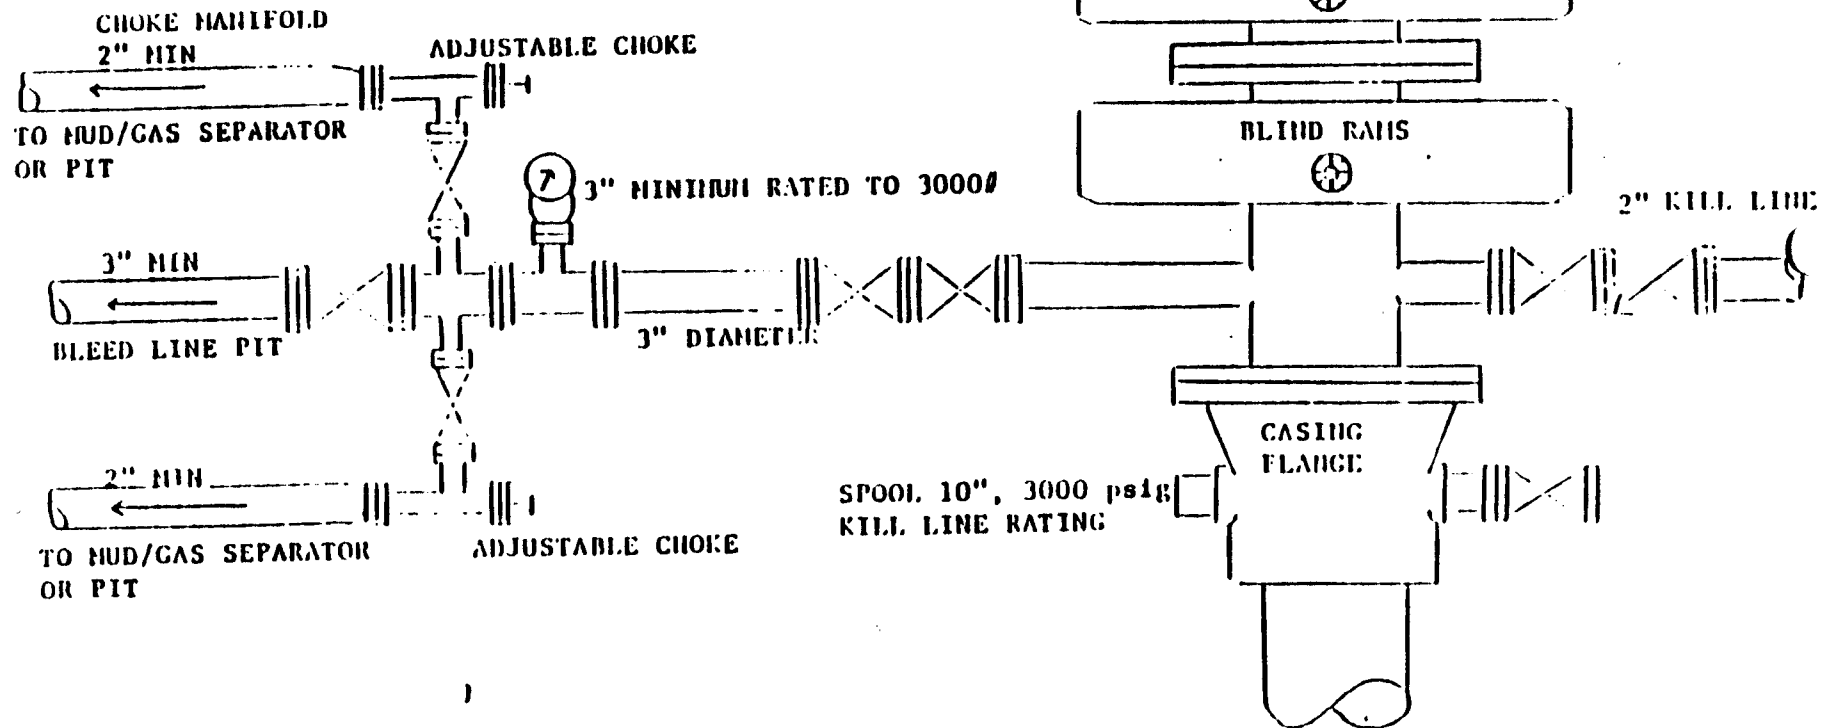 CHOKE MANIFOLD
2" MIN
ADJUSTABLE CHOKE
TO MUD/GAS SEPARATOR
OR PIT
BLIND RAMS
3" MINIMUM RATED TO 3000#
2" KILL LINE
3" MIN
BLEED LINE PIT
3" DIAMETER
CASING
FLANGE
2" MIN
SPOOL 10", 3000 psig
KILL LINE RATING
ADJUSTABLE CHOKE
TO MUD/GAS SEPARATOR
OR PIT